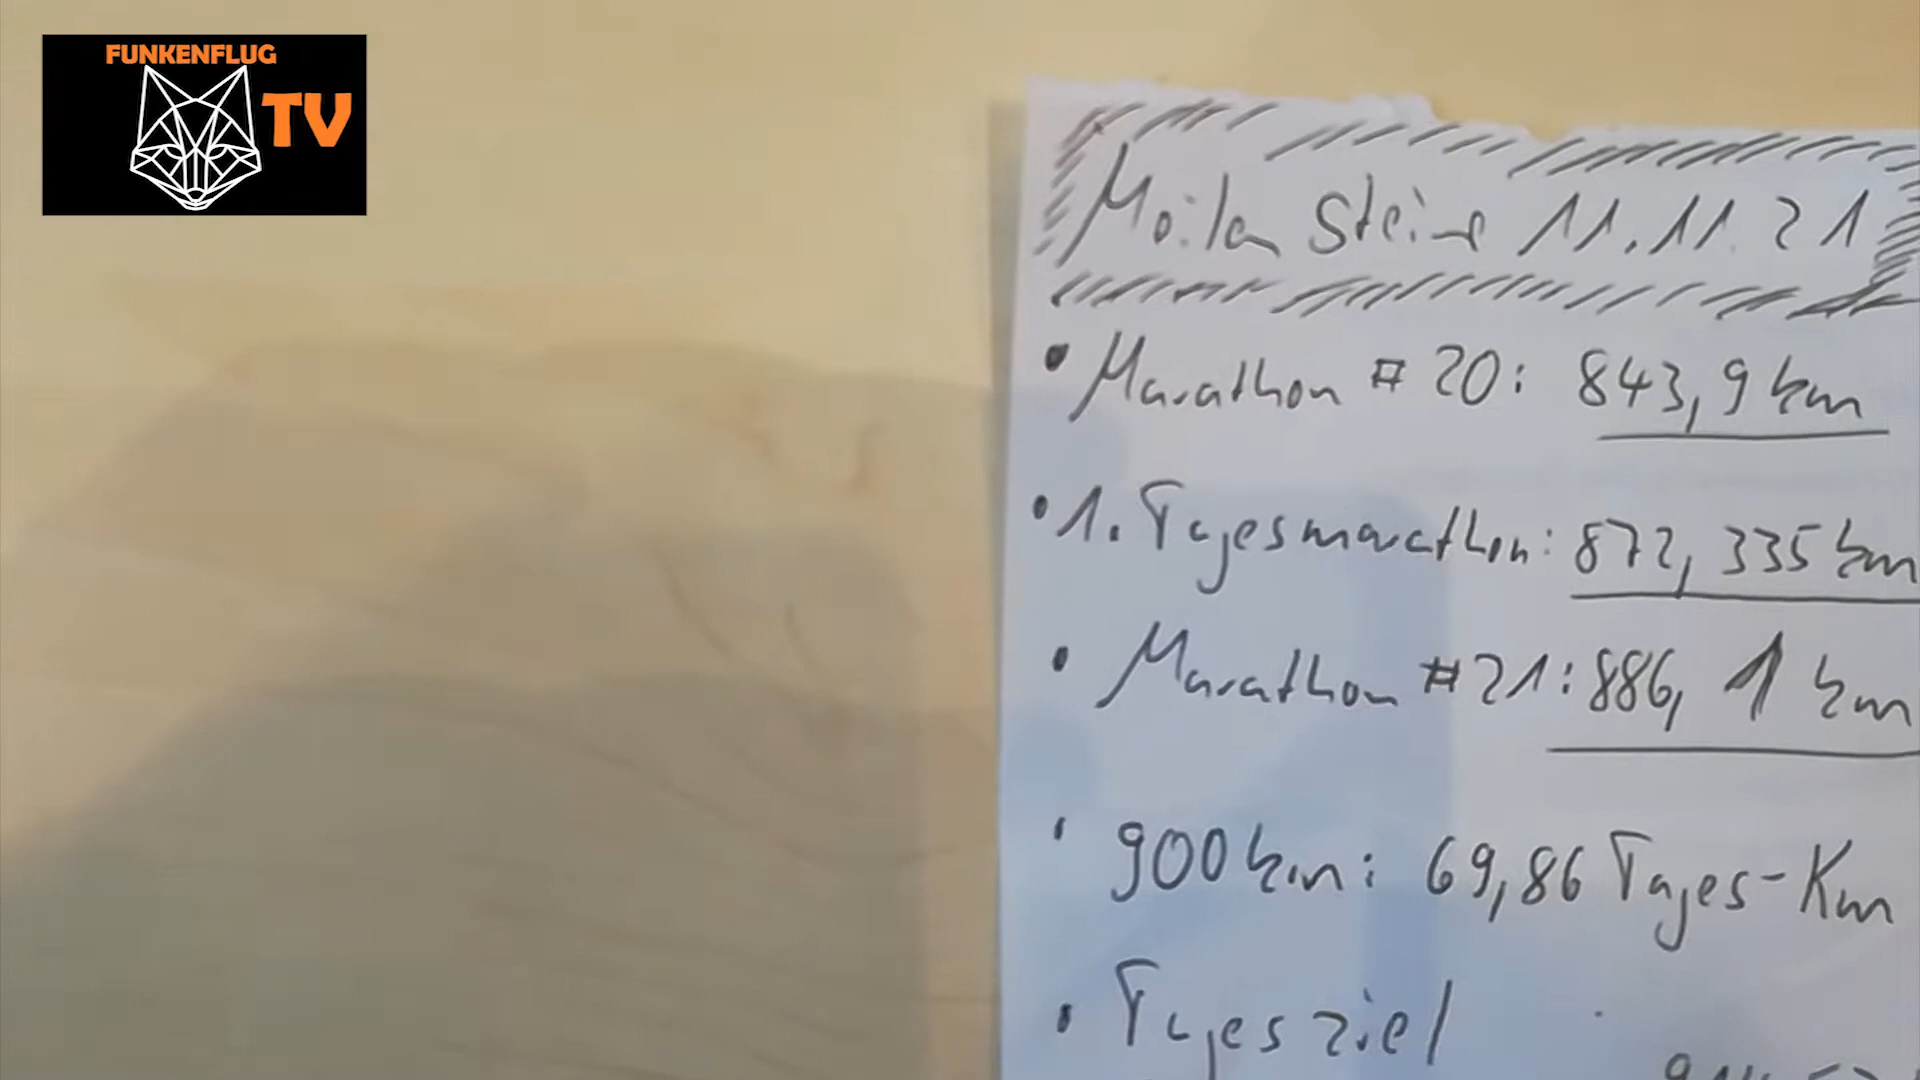 FUNKENFLUG
TV
Meilensteine 11.11.21
• Marathon #20: 843,9 km
• 1. Tagesmarathon: 872,335 km
• Marathon #21: 886,1 km
• 900 km: 69,86 Tages-Km
• Tagesziel